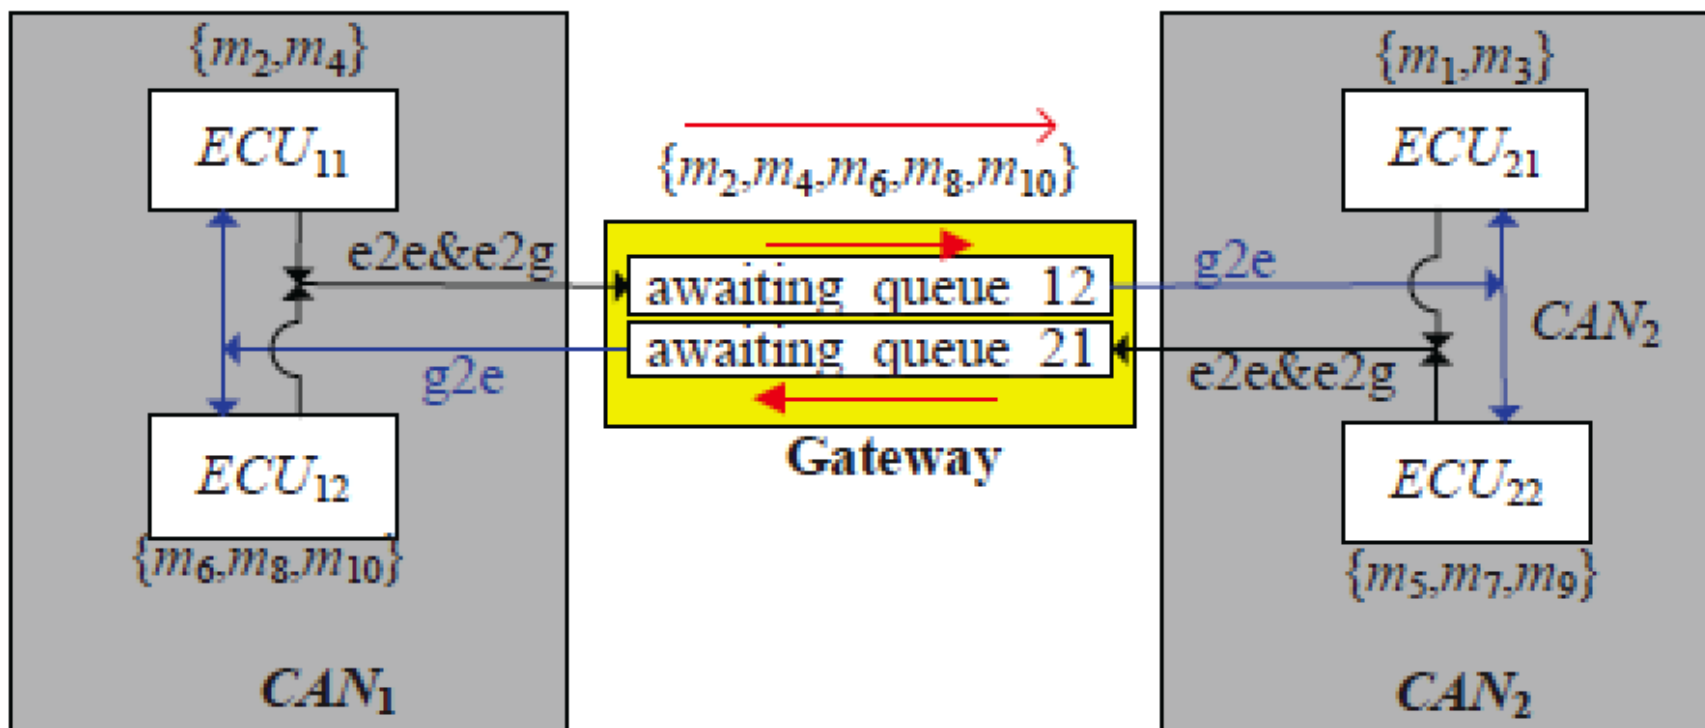 {m2,m4}
ECU11
e2e&e2g
g2e
ECU12
{m6,m8,m10}
CAN1
{m2,m4,m6,m8,m10}
awaiting queue 12
awaiting queue 21
Gateway
{m1,m3}
ECU21
g2e
CAN2
e2e&e2g
ECU22
{m5,m7,m9}
CAN2